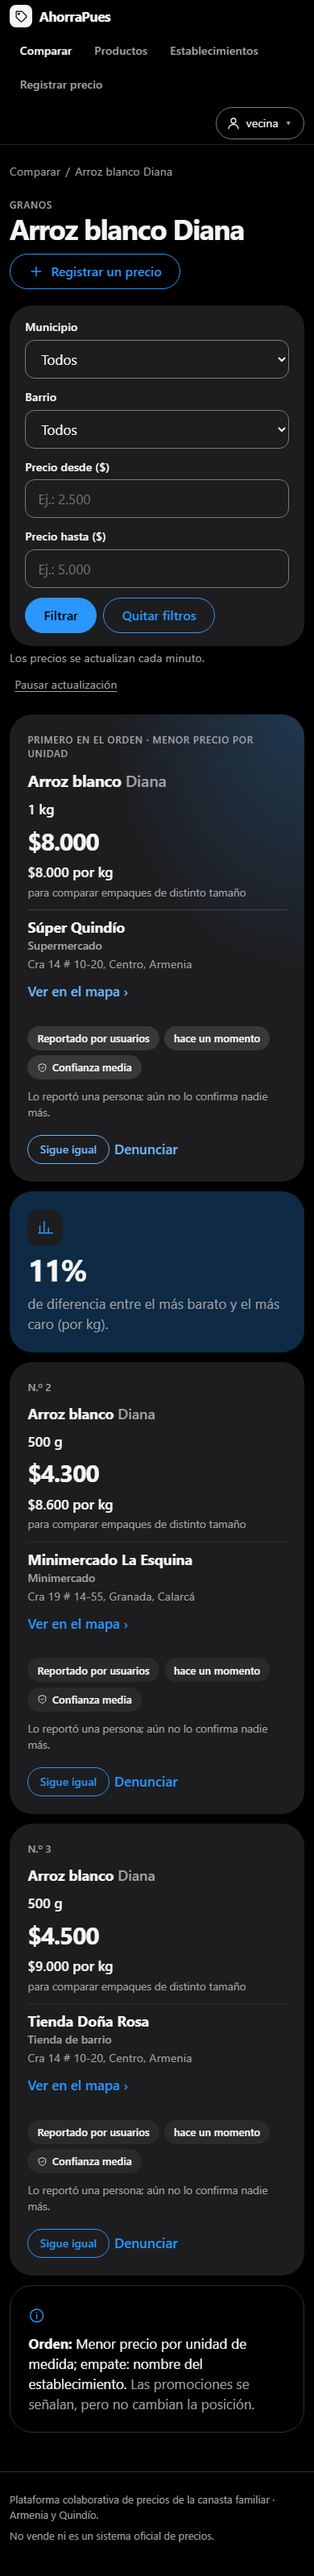 AhorraPues
Comparar Productos Establecimientos
Registrar precio
vecina ▼
Comparar / Arroz blanco Diana
GRANOS
Arroz blanco Diana
+ Registrar un precio
Municipio
Todos
Barrio
Todos
Precio desde ($)
Ej.: 2.500
Precio hasta ($)
Ej.: 5.000
Filtrar Quitar filtros
Los precios se actualizan cada minuto.
Pausar actualización
PRIMERO EN EL ORDEN · MENOR PRECIO POR
UNIDAD
Arroz blanco Diana
1 kg
$8.000
$8.000 por kg
para comparar empaques de distinto tamaño
Súper Quindío
Supermercado
Cra 14 # 10-20, Centro, Armenia
Ver en el mapa ›
Reportado por usuarios hace un momento
Confianza media
Lo reportó una persona; aún no lo confirma nadie
más.
Sigue igual Denunciar
11%
de diferencia entre el más barato y el más
caro (por kg).
N.º 2
Arroz blanco Diana
500 g
$4.300
$8.600 por kg
para comparar empaques de distinto tamaño
Minimercado La Esquina
Minimercado
Cra 19 # 14-55, Granada, Calarcá
Ver en el mapa ›
Reportado por usuarios hace un momento
Confianza media
Lo reportó una persona; aún no lo confirma nadie
más.
Sigue igual Denunciar
N.º 3
Arroz blanco Diana
500 g
$4.500
$9.000 por kg
para comparar empaques de distinto tamaño
Tienda Doña Rosa
Tienda de barrio
Cra 14 # 10-20, Centro, Armenia
Ver en el mapa ›
Reportado por usuarios hace un momento
Confianza media
Lo reportó una persona; aún no lo confirma nadie
más.
Sigue igual Denunciar
Orden: Menor precio por unidad de
medida; empate: nombre del
establecimiento. Las promociones se
señalan, pero no cambian la posición.
Plataforma colaborativa de precios de la canasta familiar ·
Armenia y Quindío.
No vende ni es un sistema oficial de precios.